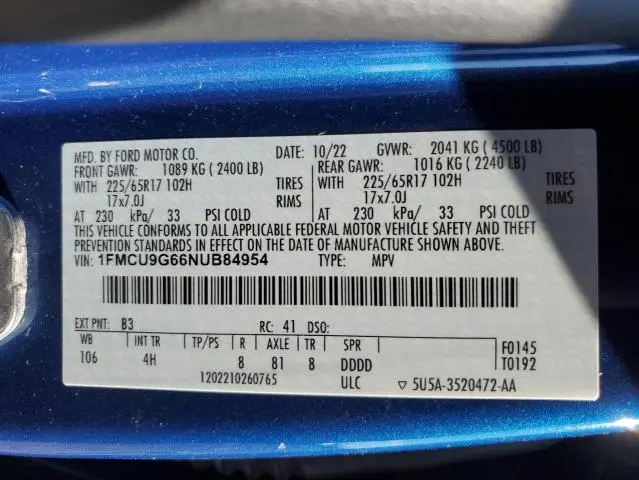 MFD. BY FORD MOTOR CO. DATE: 10/22 GVWR: 2041 KG ( 4500 LB)
FRONT GAWR: 1089 KG ( 2400 LB) REAR GAWR: 1016 KG ( 2240 LB)
WITH 225/65R17 102H TIRES WITH 225/65R17 102H TIRES
17x7.0J RIMS 17x7.0J RIMS
AT 230 kPa/ 33 PSI COLD AT 230 kPa/ 33 PSI COLD
THIS VEHICLE CONFORMS TO ALL APPLICABLE FEDERAL MOTOR VEHICLE SAFETY AND THEFT
PREVENTION STANDARDS IN EFFECT ON THE DATE OF MANUFACTURE SHOWN ABOVE.
VIN: 1FMCU9G66NUB84954 TYPE: MPV
EXT PNT: B3 RC: 41 DSO:
WB INT TR TP/PS R AXLE TR SPR F0145
106 4H 8 81 8 DDDD T0192
1202210260765 ULC ▽ 5U5A-3520472-AA